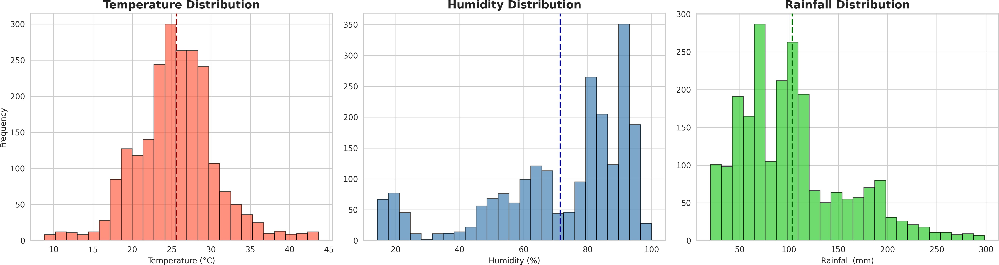 Temperature Distribution
Frequency
300
250
200
150
100
50
0
10 15 20 25 30 35 40 45
Temperature (°C)
Humidity Distribution
350
300
250
200
150
100
50
0
20 40 60 80 100
Humidity (%)
Rainfall Distribution
300
250
200
150
100
50
0
50 100 150 200 250 300
Rainfall (mm)